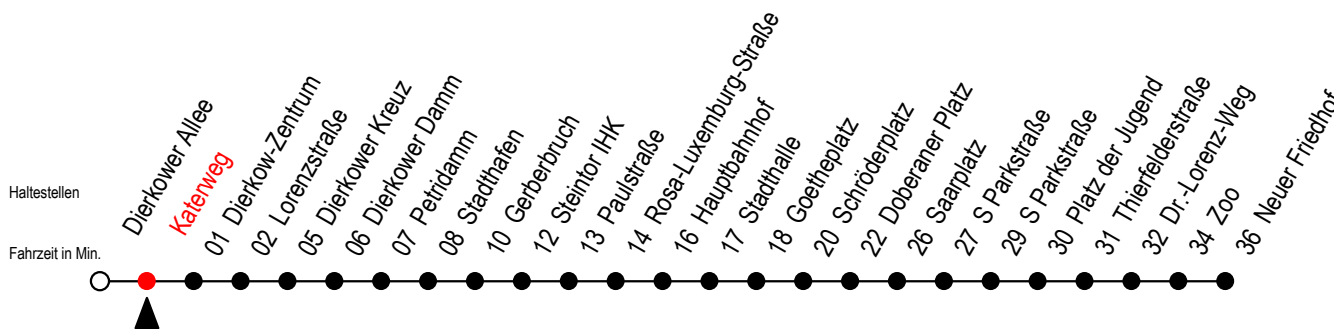 Haltestellen
Fahrzeit in Min.
Dierkower Allee
Katerweg
01 Dierkow-Zentrum
02 Lorenzstraße
05 Dierkower Kreuz
06 Dierkower Damm
07 Petridamm
08 Stadthafen
10 Gerberbruch
12 Steintor IHK
13 Paulstraße
14 Rosa-Luxemburg-Straße
16 Hauptbahnhof
17 Stadthalle
18 Goetheplatz
20 Schröderplatz
22 Doberaner Platz
26 Saarplatz
27 S Parkstraße
29 S Parkstraße
30 Platz der Jugend
31 Thierfelderstraße
32 Dr.-Lorenz-Weg
34 Zoo
36 Neuer Friedhof